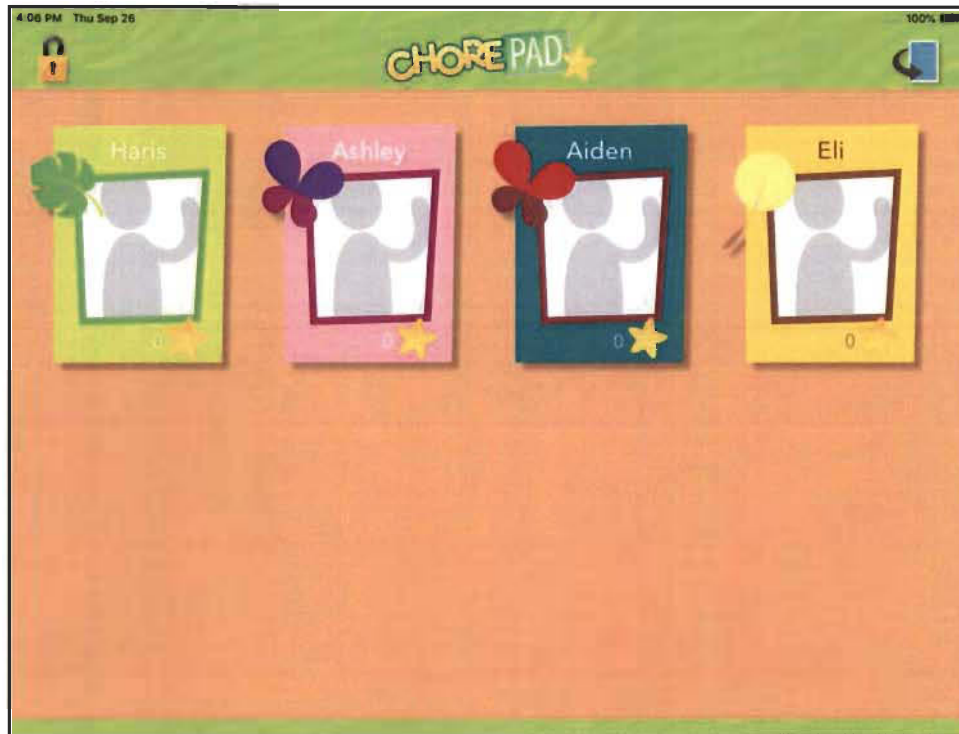 4:06 PM Thu Sep 26
100%
CHORE PAD
Haris
Ashley
Aiden
Eli
0
0
0
0